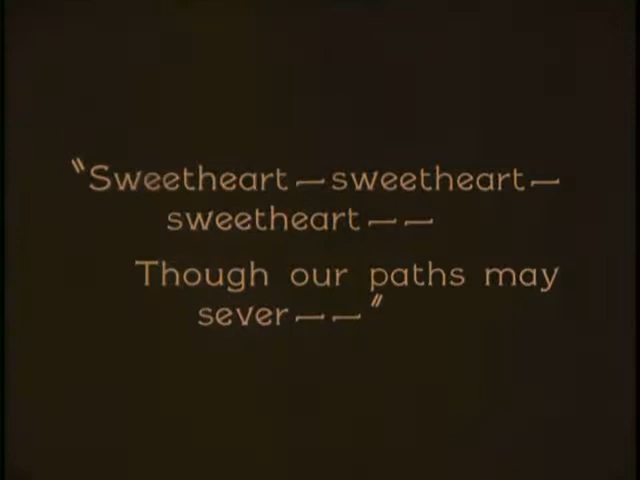 "Sweetheart—sweetheart—
sweetheart——
Though our paths may
sever——"